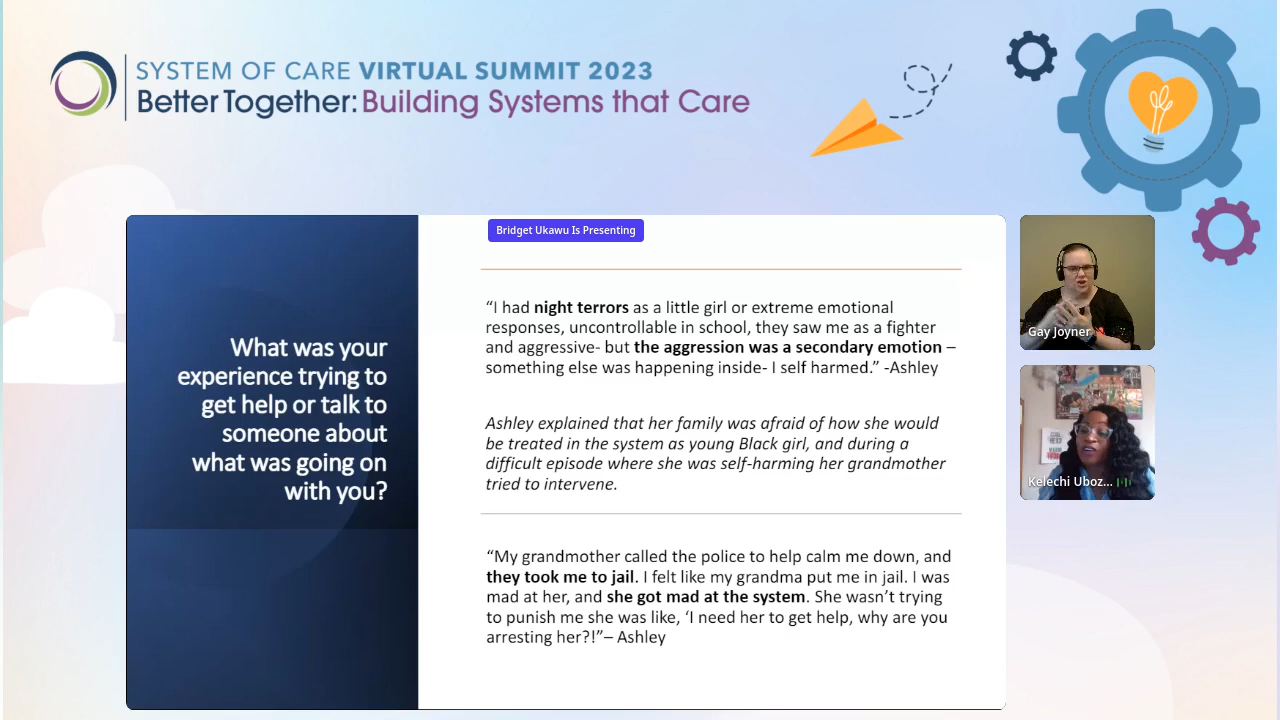 SYSTEM OF CARE VIRTUAL SUMMIT 2023
Better Together: Building Systems that Care
Bridget Ukawu Is Presenting
What was your
experience trying to
get help or talk to
someone about
what was going on
with you?
“I had night terrors as a little girl or extreme emotional
responses, uncontrollable in school, they saw me as a fighter
and aggressive- but the aggression was a secondary emotion –
something else was happening inside- I self harmed.” -Ashley
Ashley explained that her family was afraid of how she would
be treated in the system as young Black girl, and during a
difficult episode where she was self-harming her grandmother
tried to intervene.
“My grandmother called the police to help calm me down, and
they took me to jail. I felt like my grandma put me in jail. I was
mad at her, and she got mad at the system. She wasn’t trying
to punish me she was like, ‘I need her to get help, why are you
arresting her?!”– Ashley
Gay Joyner
Kelechi Uboz...